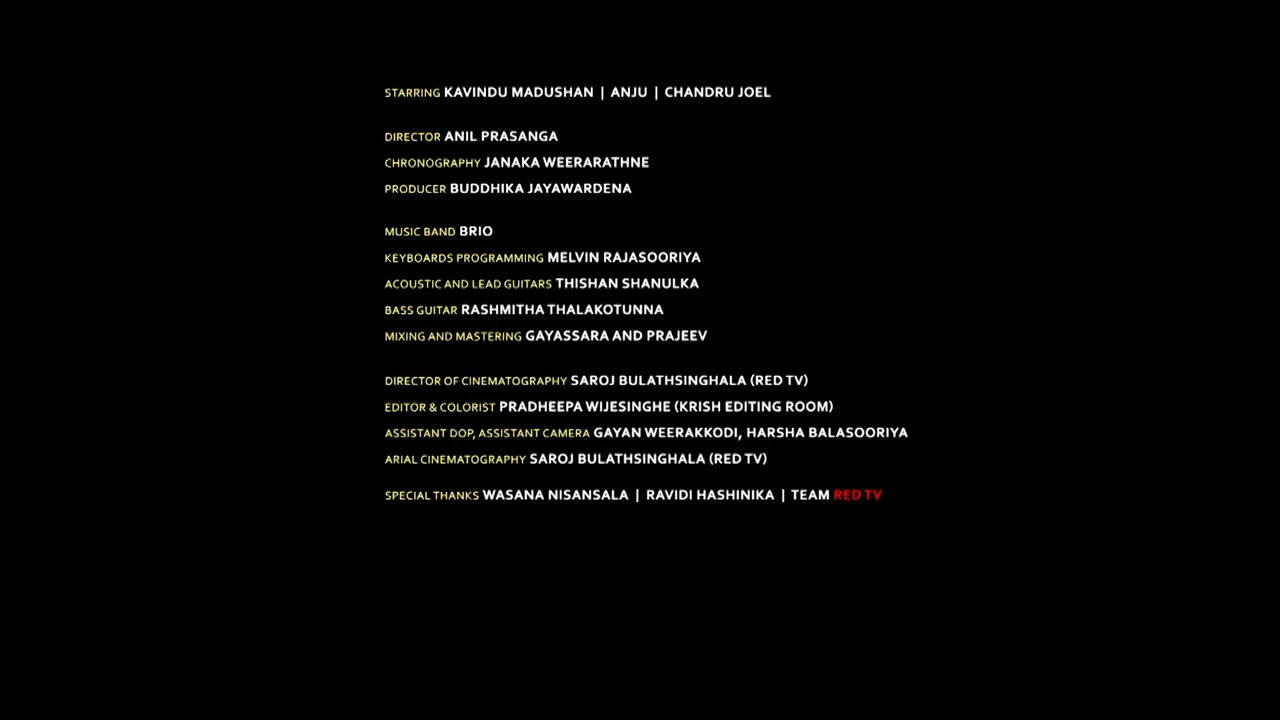 STARRING KAVINDU MADUSHAN | ANJU | CHANDRU JOEL
DIRECTOR ANIL PRASANGA
CHRONOGRAPHY JANAKA WEERARATHNE
PRODUCER BUDDHIKA JAYAWARDENA
MUSIC BAND BRIO
KEYBOARDS PROGRAMMING MELVIN RAJASOORIYA
ACOUSTIC AND LEAD GUITARS THISHAN SHANULKA
BASS GUITAR RASHMITHA THALAKOTUNNA
MIXING AND MASTERING GAYASSARA AND PRAJEEV
DIRECTOR OF CINEMATOGRAPHY SAROJ BULATHSINGHALA (RED TV)
EDITOR & COLORIST PRADHEEPA WIJESINGHE (KRISH EDITING ROOM)
ASSISTANT DOP, ASSISTANT CAMERA GAYAN WEERAKKODI, HARSHA BALASOORIYA
ARIAL CINEMATOGRAPHY SAROJ BULATHSINGHALA (RED TV)
SPECIAL THANKS WASANA NISANSALA | RAVIDI HASHINIKA | TEAM RED TV